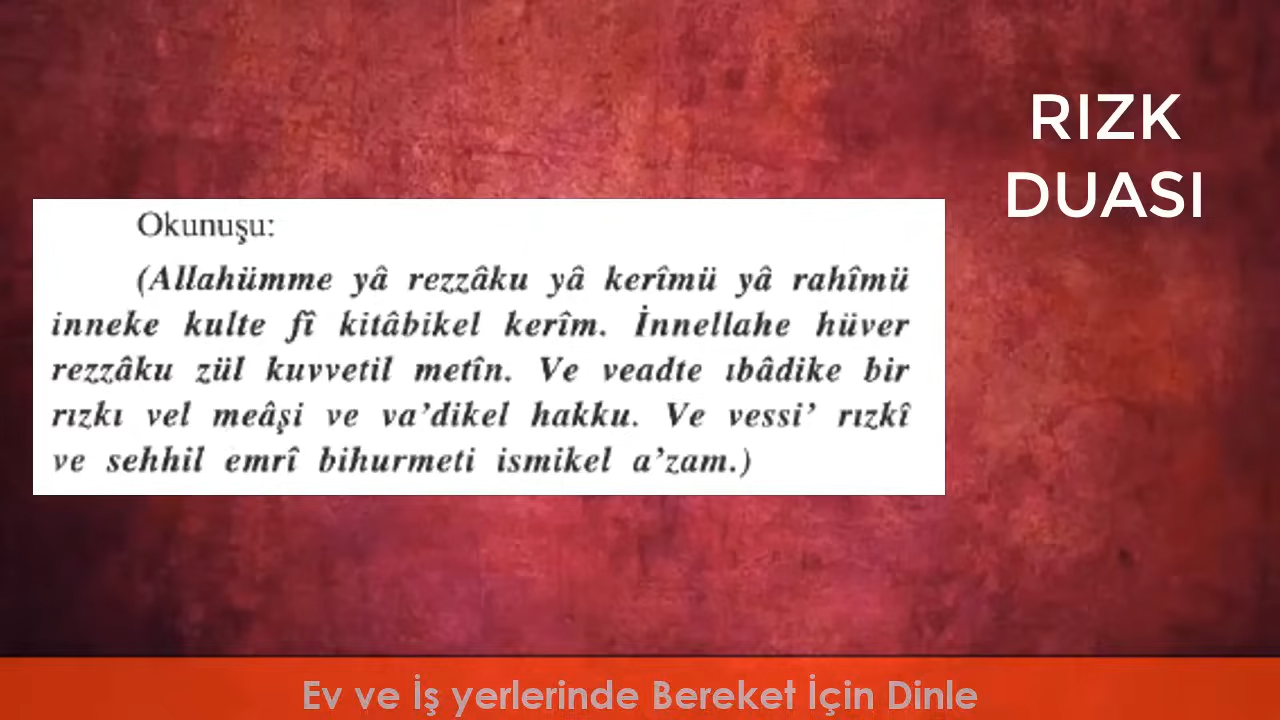 RIZK
DUASI
Okunuşu:
(Allahümme yâ rezzâku yâ kerîmü yâ rahîmü
inneke kulte fî kitâbikel kerîm. İnnellahe hüver
rezzâku zül kuvvetil metîn. Ve veadte ıbâdike bir
rızkı vel meâşi ve va’dikel hakku. Ve vessi’ rızkî
ve sehhil emrî bihurmeti ismikel a’zam.)
Ev ve İş yerlerinde Bereket İçin Dinle